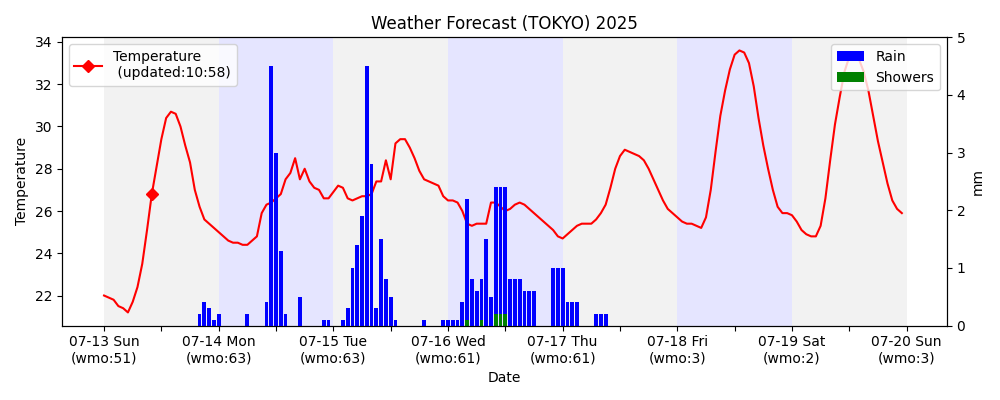 Weather Forecast (TOKYO) 2025
Temperature
(updated:10:58)
Rain
Showers
34
32
30
28
26
24
22
Temperature
5
4
3
2
1
0
mm
07-13 Sun
(wmo:51)
07-14 Mon
(wmo:63)
07-15 Tue
(wmo:63)
07-16 Wed
(wmo:61)
07-17 Thu
(wmo:61)
07-18 Fri
(wmo:3)
07-19 Sat
(wmo:2)
07-20 Sun
(wmo:3)
Date